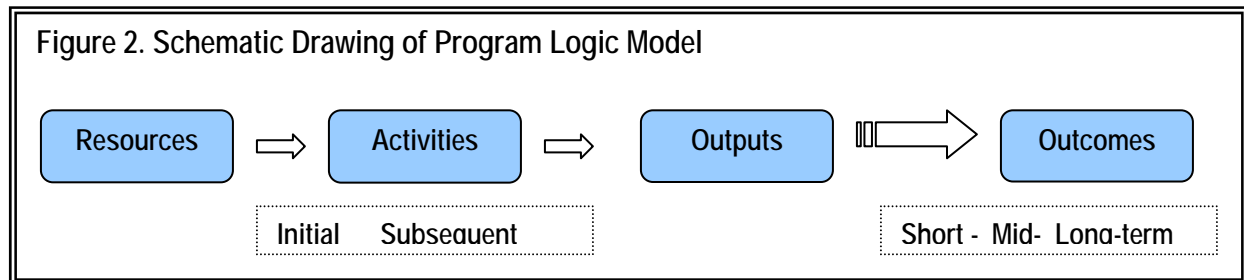 Figure 2. Schematic Drawing of Program Logic Model
Resources Activities Outputs Outcomes
Initial Subsequent Short - Mid- Long-term